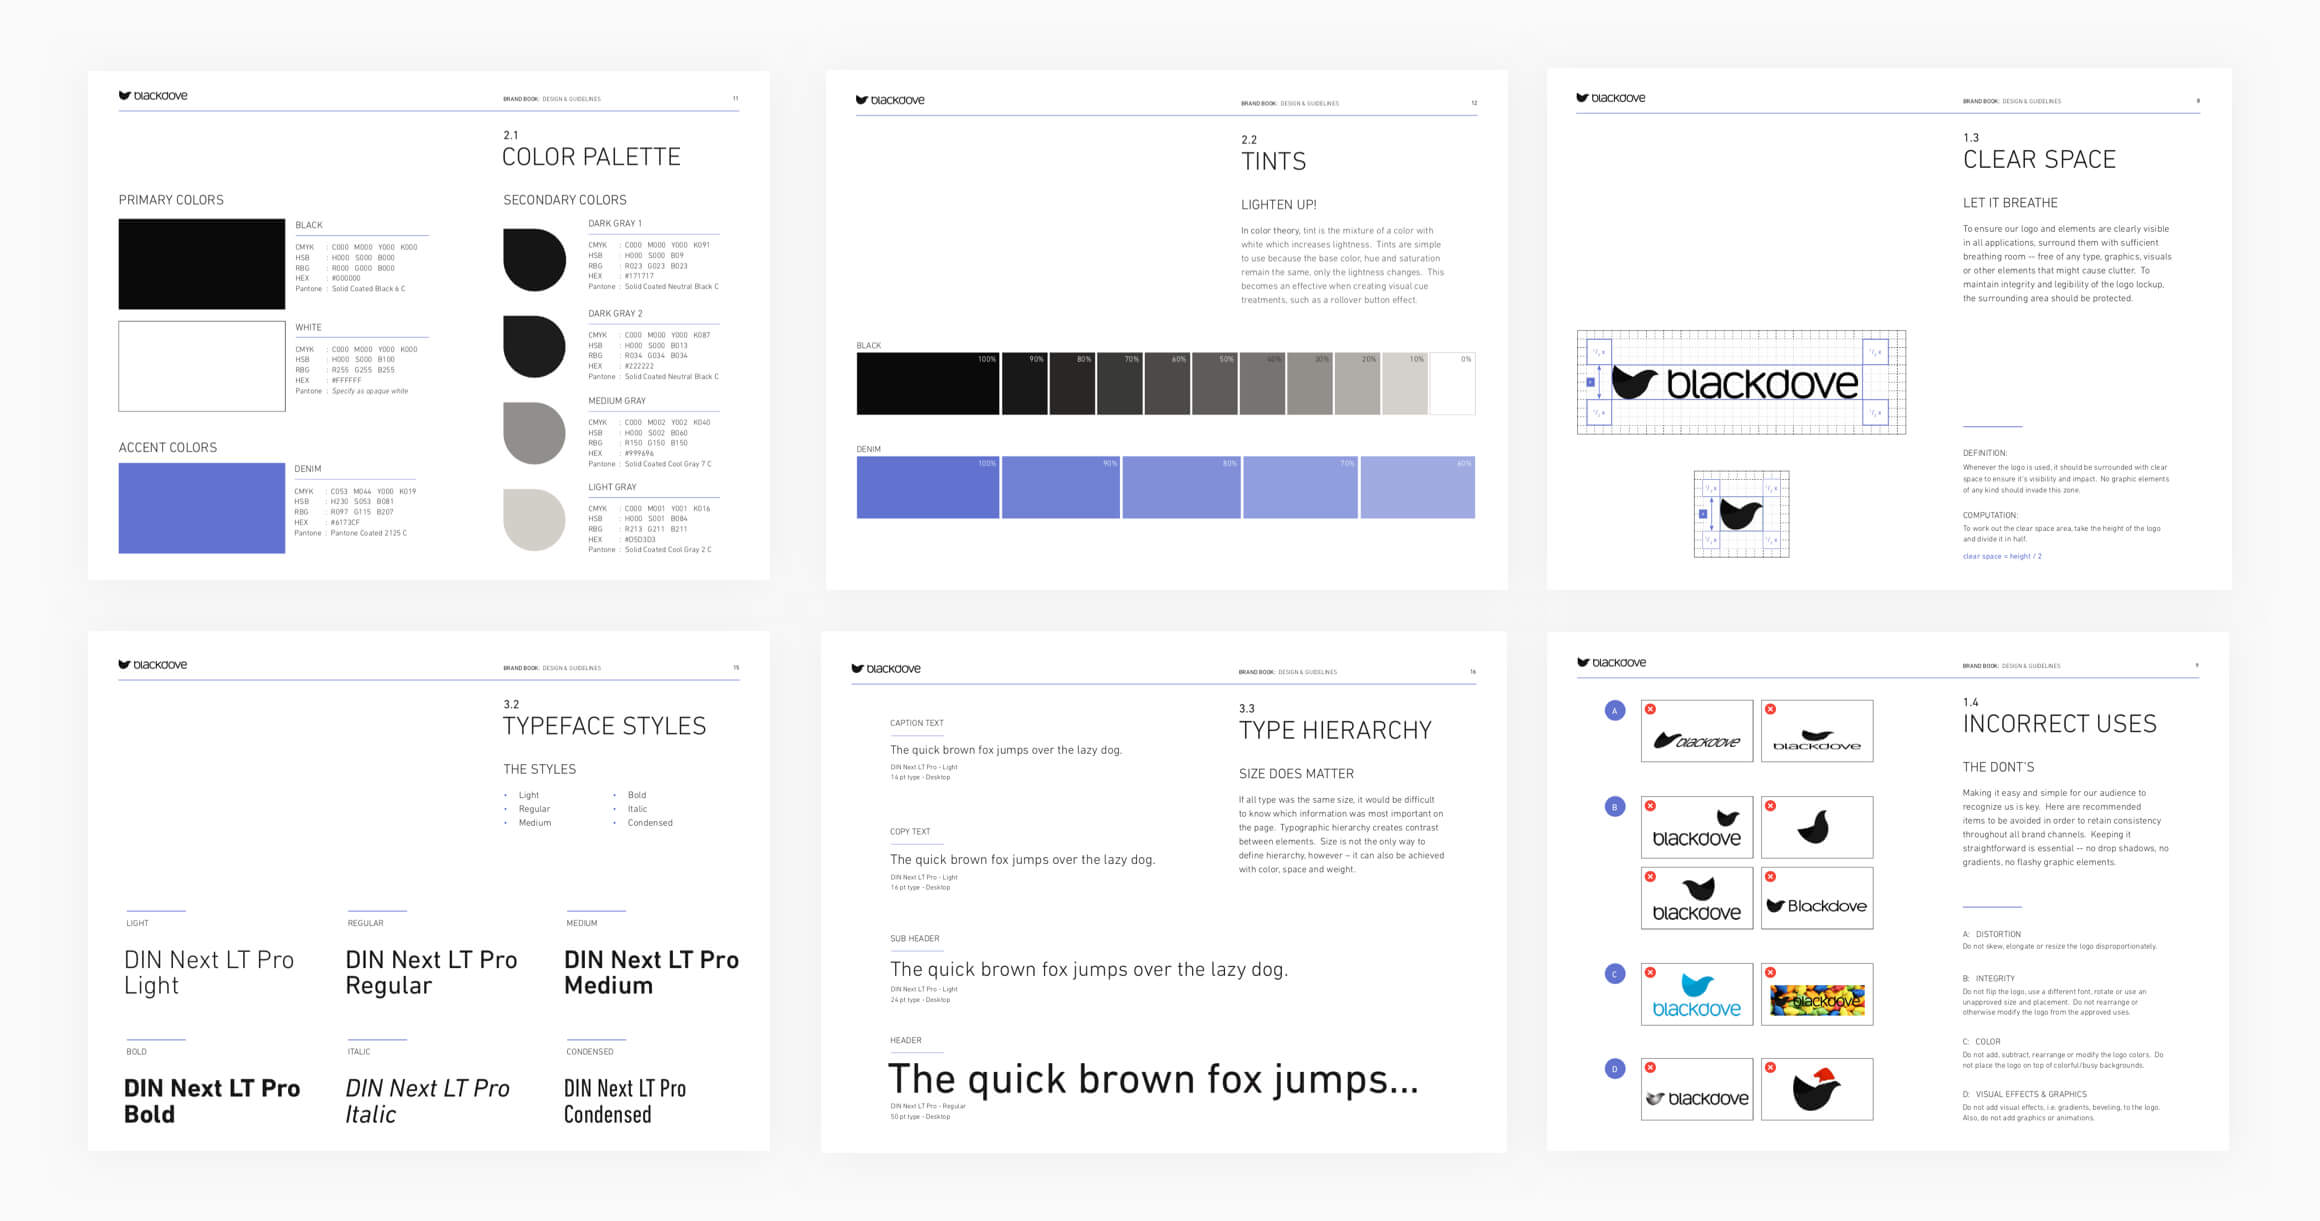 blackdove
BRAND BOOK: DESIGN & GUIDELINES
11
2.1
COLOR PALETTE
PRIMARY COLORS
BLACK
CMYK : C000 M000 Y000 K000
HSB : H000 S000 B000
RBG : R000 G000 B000
HEX : #000000
Pantone : Solid Coated Black 6 C
WHITE
CMYK : C000 M000 Y000 K000
HSB : H000 S000 B100
RBG : R255 G255 B255
HEX : #FFFFFF
Pantone : Specify as opaque white
ACCENT COLORS
DENIM
CMYK : C053 M044 Y000 K019
HSB : H230 S053 B081
RBG : R097 G115 B207
HEX : #6173CF
Pantone : Pantone Coated 2125 C
SECONDARY COLORS
DARK GRAY 1
CMYK : C000 M000 Y000 K091
HSB : H000 S000 B09
RBG : R023 G023 B023
HEX : #171717
Pantone : Solid Coated Neutral Black C
DARK GRAY 2
CMYK : C000 M000 Y000 K087
HSB : H000 S000 B013
RBG : R034 G034 B034
HEX : #222222
Pantone : Solid Coated Neutral Black C
MEDIUM GRAY
CMYK : C000 M002 Y002 K040
HSB : H000 S002 B060
RBG : R150 G150 B150
HEX : #999696
Pantone : Solid Coated Cool Gray 7 C
LIGHT GRAY
CMYK : C000 M001 Y001 K016
HSB : H000 S001 B084
RBG : R213 G211 B211
HEX : #D5D3D3
Pantone : Solid Coated Cool Gray 2 C
blackdove
BRAND BOOK: DESIGN & GUIDELINES
12
2.2
TINTS
LIGHTEN UP!
In color theory, tint is the mixture of a color with
white which increases lightness. Tints are simple
to use because the base color, hue and saturation
remain the same, only the lightness changes. This
becomes an effective when creating visual cue
treatments, such as a rollover button effect.
BLACK
100% 90% 80% 70% 60% 50% 40% 30% 20% 10% 0%
DENIM
100% 90% 80% 70% 60%
blackdove
BRAND BOOK: DESIGN & GUIDELINES
8
1.3
CLEAR SPACE
LET IT BREATHE
To ensure our logo and elements are clearly visible
in all applications, surround them with sufficient
breathing room -- free of any type, graphics, visuals
or other elements that might cause clutter. To
maintain integrity and legibility of the logo lockup,
the surrounding area should be protected.
1/2 x 1/2 x
x blackdove
1/2 x 1/2 x
1/2 x 1/2 x
x
1/2 x 1/2 x
DEFINITION:
Whenever the logo is used, it should be surrounded with clear
space to ensure it's visibility and impact. No graphic elements
of any kind should invade this zone.
COMPUTATION:
To work out the clear space area, take the height of the logo
and divide it in half.
clear space = height / 2
blackdove
BRAND BOOK: DESIGN & GUIDELINES
15
3.2
TYPEFACE STYLES
THE STYLES
• Light
• Regular
• Medium
• Bold
• Italic
• Condensed
LIGHT
DIN Next LT Pro
Light
REGULAR
DIN Next LT Pro
Regular
MEDIUM
DIN Next LT Pro
Medium
BOLD
DIN Next LT Pro
Bold
ITALIC
DIN Next LT Pro
Italic
CONDENSED
DIN Next LT Pro
Condensed
blackdove
BRAND BOOK: DESIGN & GUIDELINES
16
3.3
TYPE HIERARCHY
SIZE DOES MATTER
If all type was the same size, it would be difficult
to know which information was most important on
the page. Typographic hierarchy creates contrast
between elements. Size is not the only way to
define hierarchy, however – it can also be achieved
with color, space and weight.
CAPTION TEXT
The quick brown fox jumps over the lazy dog.
DIN Next LT Pro - Light
14 pt type - Desktop
COPY TEXT
The quick brown fox jumps over the lazy dog.
DIN Next LT Pro - Light
16 pt type - Desktop
SUB HEADER
The quick brown fox jumps over the lazy dog.
DIN Next LT Pro - Light
24 pt type - Desktop
HEADER
The quick brown fox jumps...
DIN Next LT Pro - Regular
50 pt type - Desktop
blackdove
BRAND BOOK: DESIGN & GUIDELINES
9
1.4
INCORRECT USES
THE DONT'S
Making it easy and simple for our audience to
recognize us is key. Here are recommended
items to be avoided in order to retain consistency
throughout all brand channels. Keeping it
straightforward is essential -- no drop shadows, no
gradients, no flashy graphic elements.
A
blackdove
blackdove
B
blackdove
blackdove
Blackdove
C
blackdove
blackdove
D
blackdove
A: DISTORTION
Do not skew, elongate or resize the logo disproportionately.
B: INTEGRITY
Do not flip the logo, use a different font, rotate or use an
unapproved size and placement. Do not rearrange or
otherwise modify the logo from the approved uses.
C: COLOR
Do not add, subtract, rearrange or modify the logo colors. Do
not place the logo on top of colorful/busy backgrounds.
D: VISUAL EFFECTS & GRAPHICS
Do not add visual effects, i.e. gradients, beveling, to the logo.
Also, do not add graphics or animations.